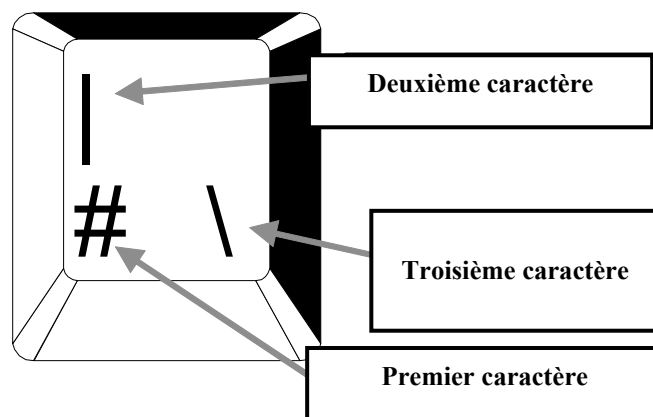 |
Deuxième caractère
# \
Troisième caractère
Premier caractère